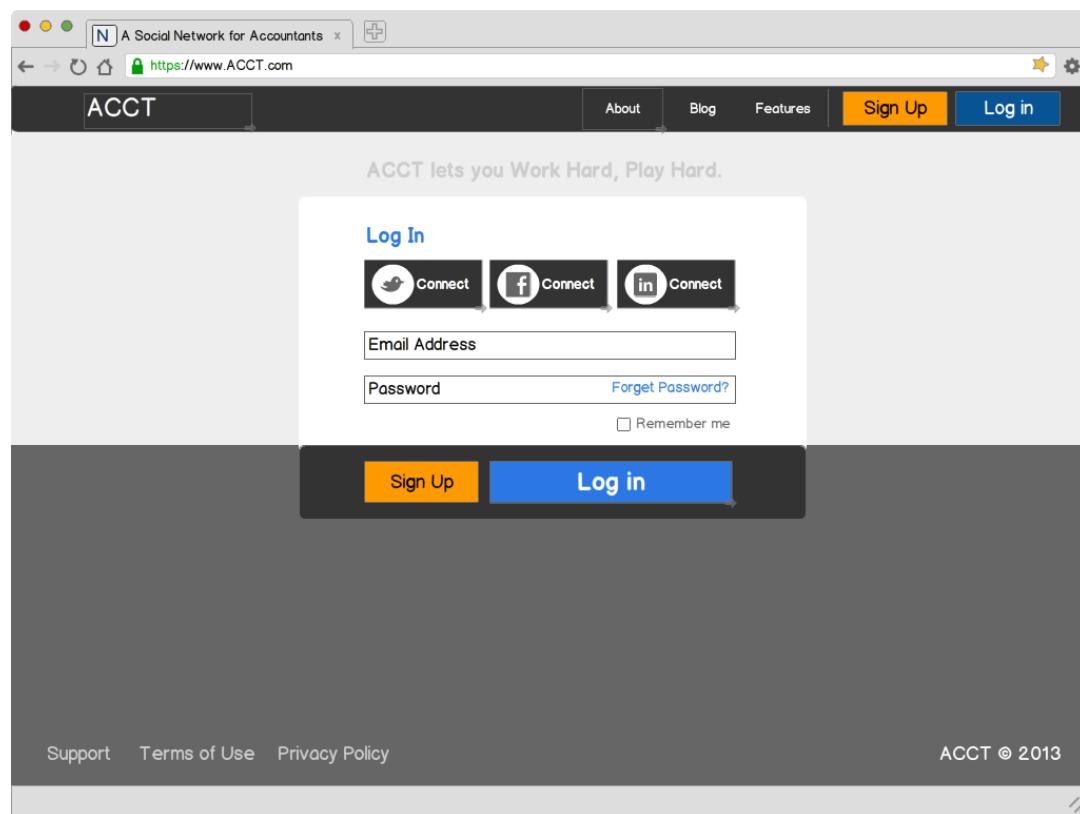 N A Social Network for Accountants x
https://www.ACCT.com
ACCT About Blog Features Sign Up Log in
ACCT lets you Work Hard, Play Hard.
Log In
Connect f Connect in Connect
Email Address
Password Forget Password?
Remember me
Sign Up Log in
Support Terms of Use Privacy Policy ACCT © 2013